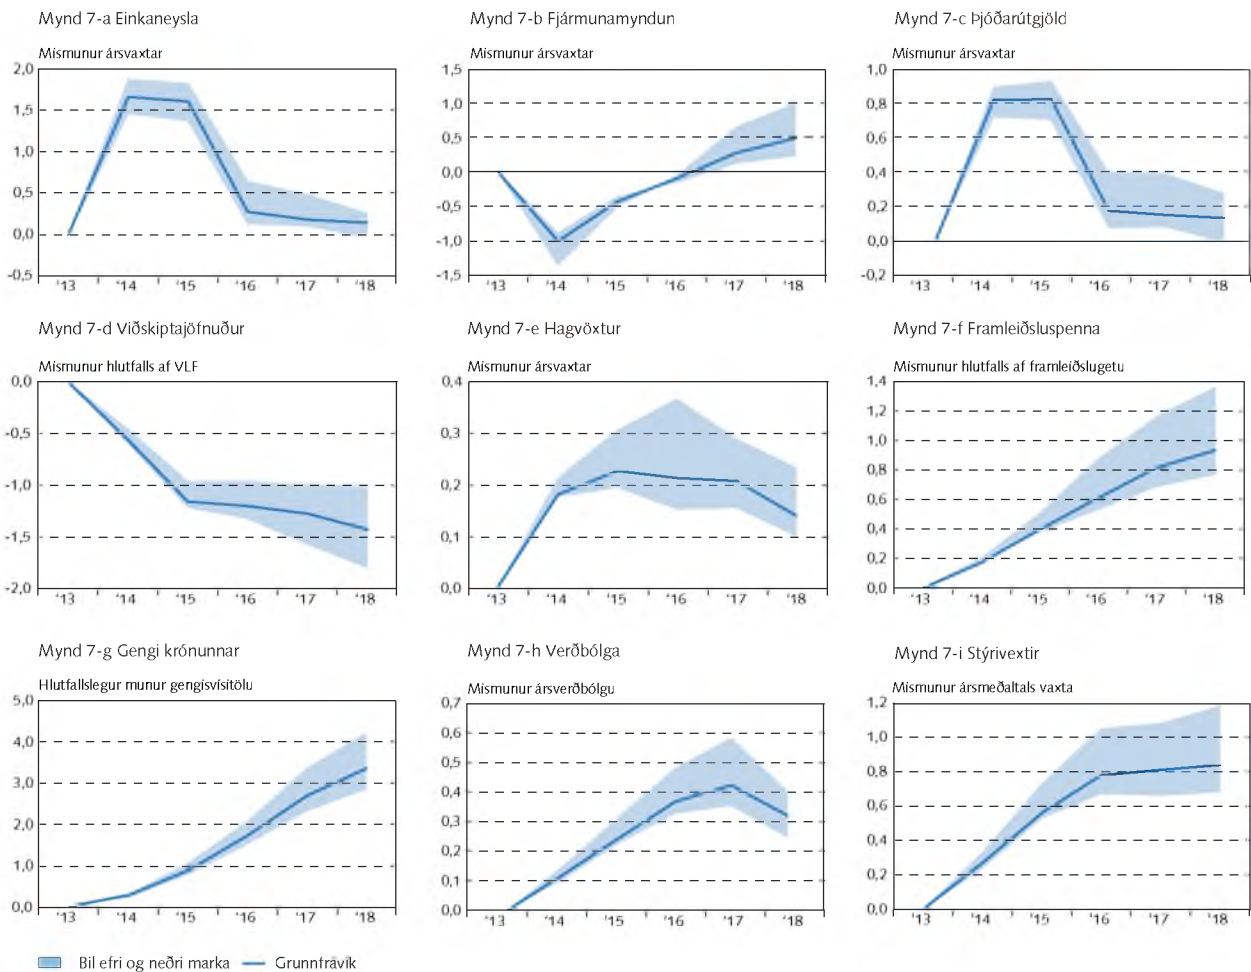 Mynd 7-a Einkaneysla
Mismunur ársvaxtar
2,0
1,5
1,0
0,5
0,0
-0,5
'13 '14 '15 '16 '17 '18
Mynd 7-b Fjármunamyndun
Mismunur ársvaxtar
1,5
1,0
0,5
0,0
-0,5
-1,0
-1,5
'13 '14 '15 '16 '17 '18
Mynd 7-c Þjóðarútgjöld
Mismunur ársvaxtar
1,0
0,8
0,6
0,4
0,2
0,0
-0,2
'13 '14 '15 '16 '17 '18
Mynd 7-d Viðskiptajöfnuður
Mismunur hlutfalls af VLF
0,0
-0,5
-1,0
-1,5
-2,0
'13 '14 '15 '16 '17 '18
Mynd 7-e Hagvöxtur
Mismunur ársvaxtar
0,4
0,3
0,2
0,1
0,0
'13 '14 '15 '16 '17 '18
Mynd 7-f Framleiðsluspenna
Mismunur hlutfalls af framleiðslugetu
1,4
1,2
1,0
0,8
0,6
0,4
0,2
0,0
'13 '14 '15 '16 '17 '18
Mynd 7-g Gengi krónunnar
Hlutfallslegur munur gengisvísitölu
5,0
4,0
3,0
2,0
1,0
0,0
'13 '14 '15 '16 '17 '18
Mynd 7-h Verðbólga
Mismunur ársverðbólgu
0,7
0,6
0,5
0,4
0,3
0,2
0,1
0,0
'13 '14 '15 '16 '17 '18
Mynd 7-i Stýrivextir
Mismunur ársmeðaltals vaxta
1,2
1,0
0,8
0,6
0,4
0,2
0,0
'13 '14 '15 '16 '17 '18
Bil efri og neðri marka Grunnfrávik